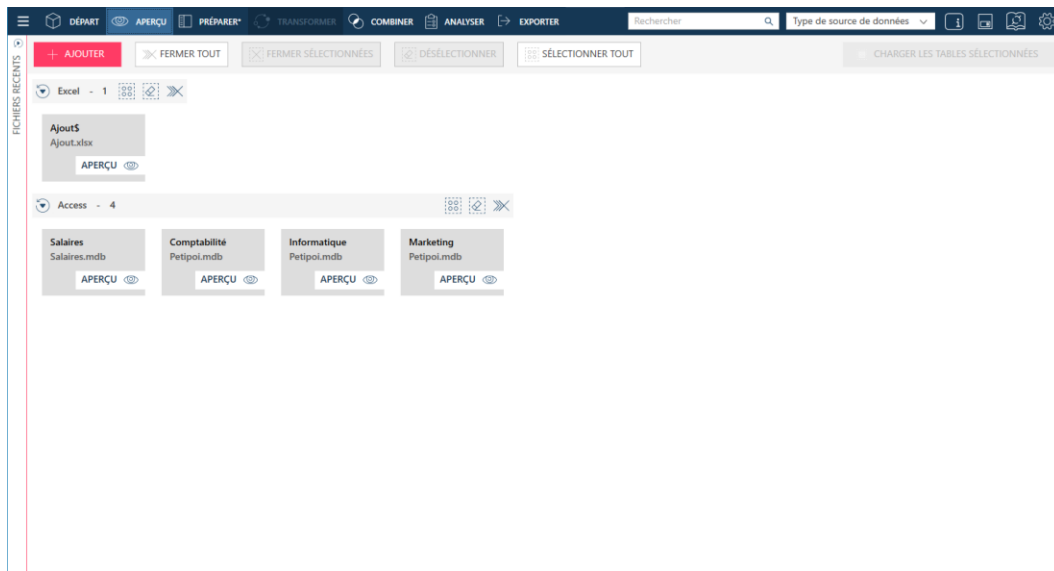 DÉPART APERÇU PRÉPARER* TRANSFORMER COMBINER ANALYSER EXPORTER Rechercher Type de source de données
+ AJOUTER FERMER TOUT FERMER SÉLECTIONNÉES DÉSÉLECTIONNER SÉLECTIONNER TOUT CHARGER LES TABLES SÉLECTIONNÉES
FICHIERS RECENTS
Excel - 1
Ajout$
Ajout.xlsx
APERÇU
Access - 4
Salaires Comptabilité Informatique Marketing
Salaires.mdb Petipoi.mdb Petipoi.mdb Petipoi.mdb
APERÇU APERÇU APERÇU APERÇU